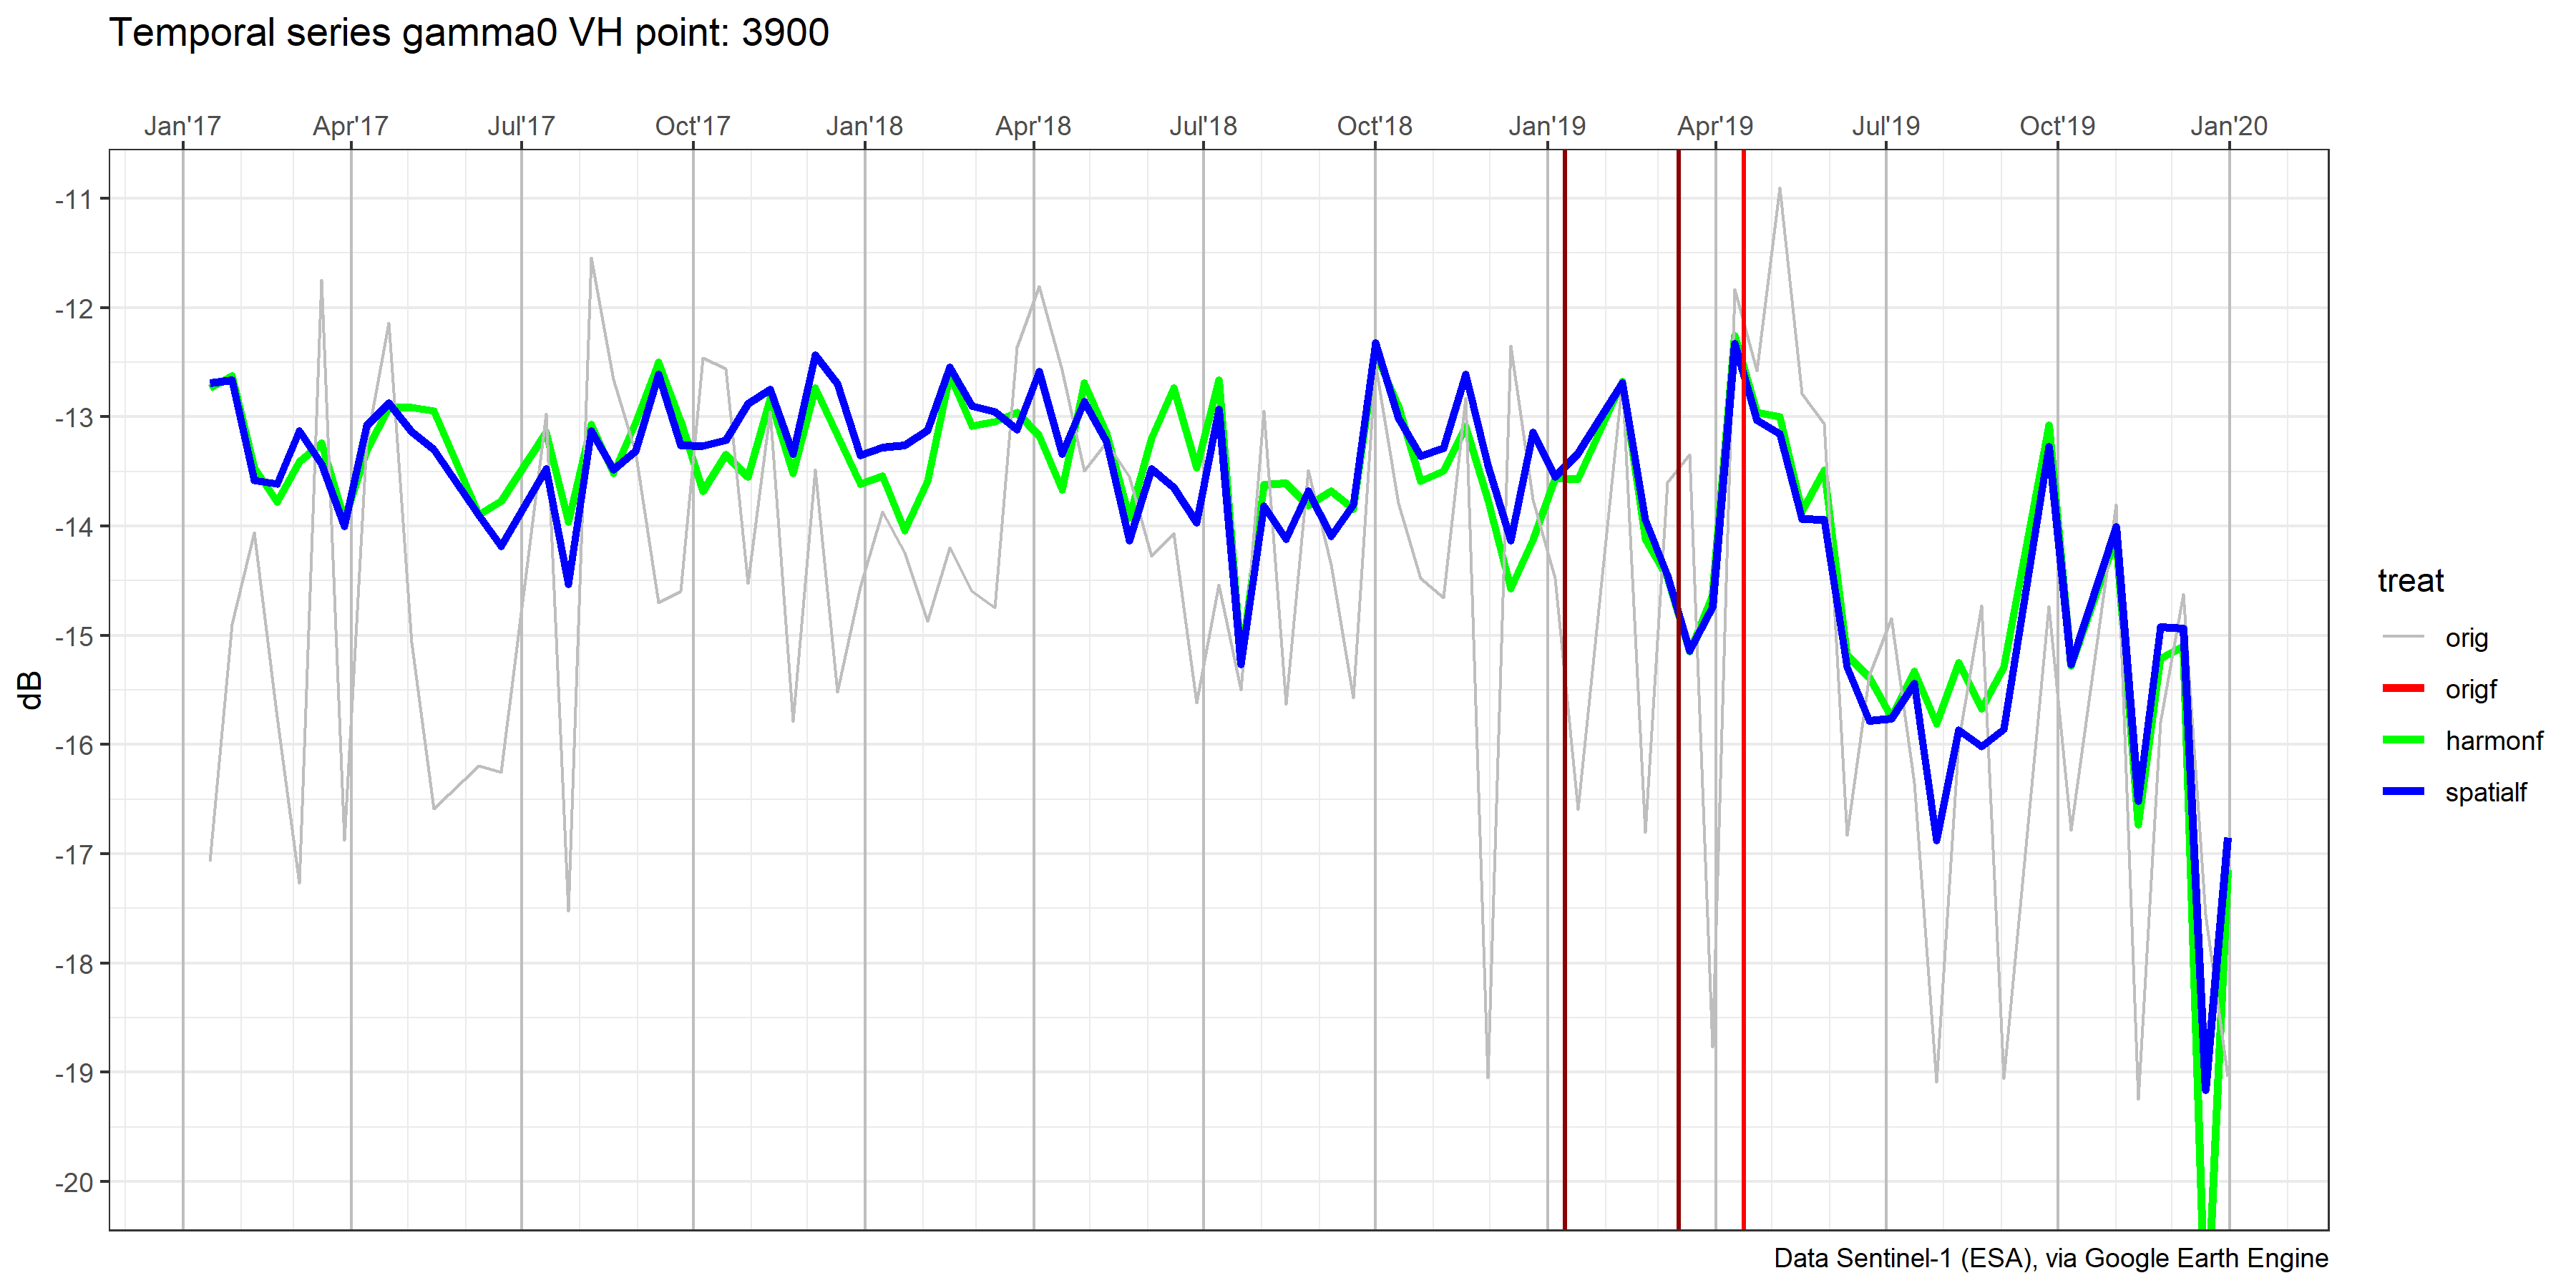 Temporal series gamma0 VH point: 3900
Jan'17 Apr'17 Jul'17 Oct'17 Jan'18 Apr'18 Jul'18 Oct'18 Jan'19 Apr'19 Jul'19 Oct'19 Jan'20
-11
-12
-13
-14
-15
-16
-17
-18
-19
-20
dB
treat
orig
origf
harmonf
spatialf
Data Sentinel-1 (ESA), via Google Earth Engine